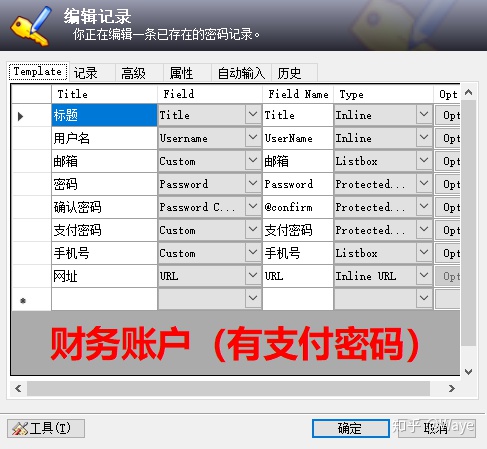 编辑记录
你正在编辑一条已存在的密码记录。
Template 记录 高级 属性 自动输入 历史
Title Field Field Name Type Opt
标题 Title Title Inline Opt
用户名 Username UserName Inline Opt
邮箱 Custom 邮箱 Listbox Opt
密码 Password Password Protected... Opt
确认密码 Password C... @confirm Protected... Opt
支付密码 Custom 支付密码 Protected... Opt
手机号 Custom 手机号 Listbox Opt
网址 URL URL Inline URL Opt
财务账户（有支付密码）
工具(T) 确定 取消
知乎 @Waye